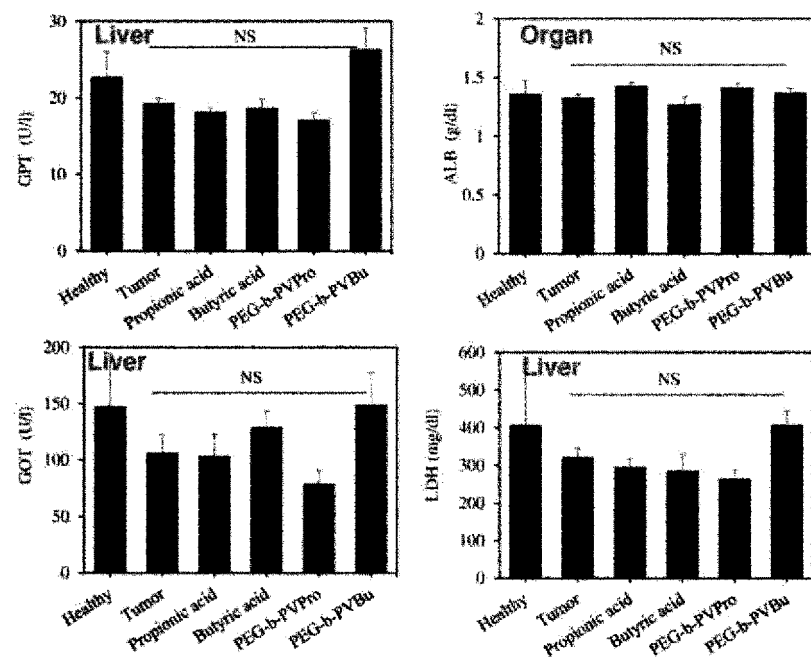 Liver
NS
GPT (U/l)
30
20
10
0
Healthy
Tumor
Propionic acid
Butyric acid
PEG-b-PVPro
PEG-b-PVBu
Organ
NS
ALB (g/dl)
2
1.5
1
0.5
0
Healthy
Tumor
Propionic acid
Butyric acid
PEG-b-PVPro
PEG-b-PVBu
Liver
NS
GOT (U/l)
200
150
100
50
0
Healthy
Tumor
Propionic acid
Butyric acid
PEG-b-PVPro
PEG-b-PVBu
Liver
NS
LDH (mg/dl)
600
500
400
300
200
100
0
Healthy
Tumor
Propionic acid
Butyric acid
PEG-b-PVPro
PEG-b-PVBu